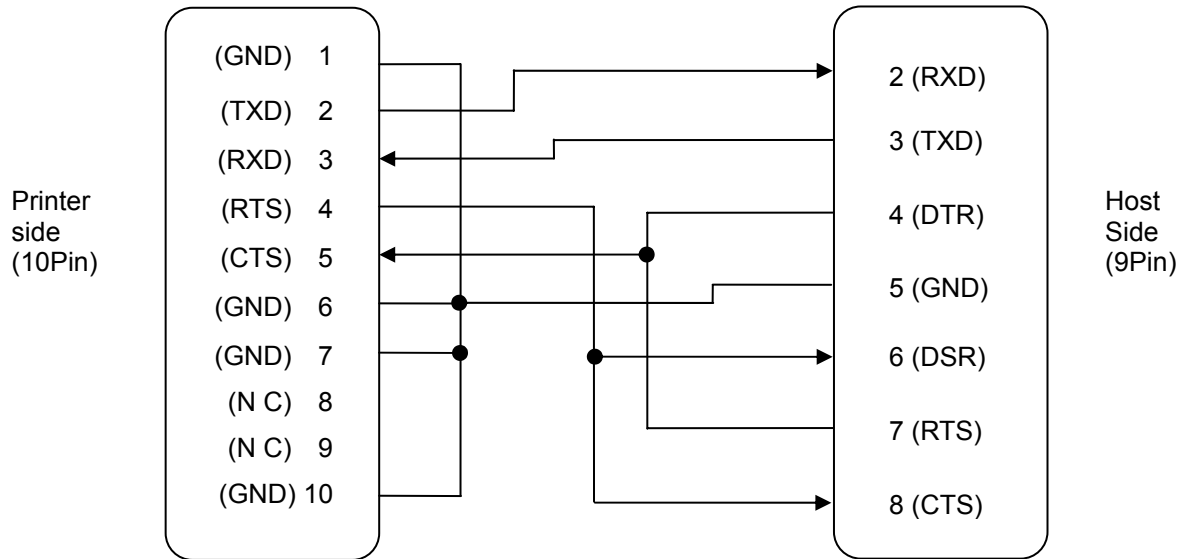 Printer
side
(10Pin)
(GND) 1
(TXD) 2
(RXD) 3
(RTS) 4
(CTS) 5
(GND) 6
(GND) 7
(N C) 8
(N C) 9
(GND) 10
2 (RXD)
3 (TXD)
4 (DTR)
5 (GND)
6 (DSR)
7 (RTS)
8 (CTS)
Host
Side
(9Pin)